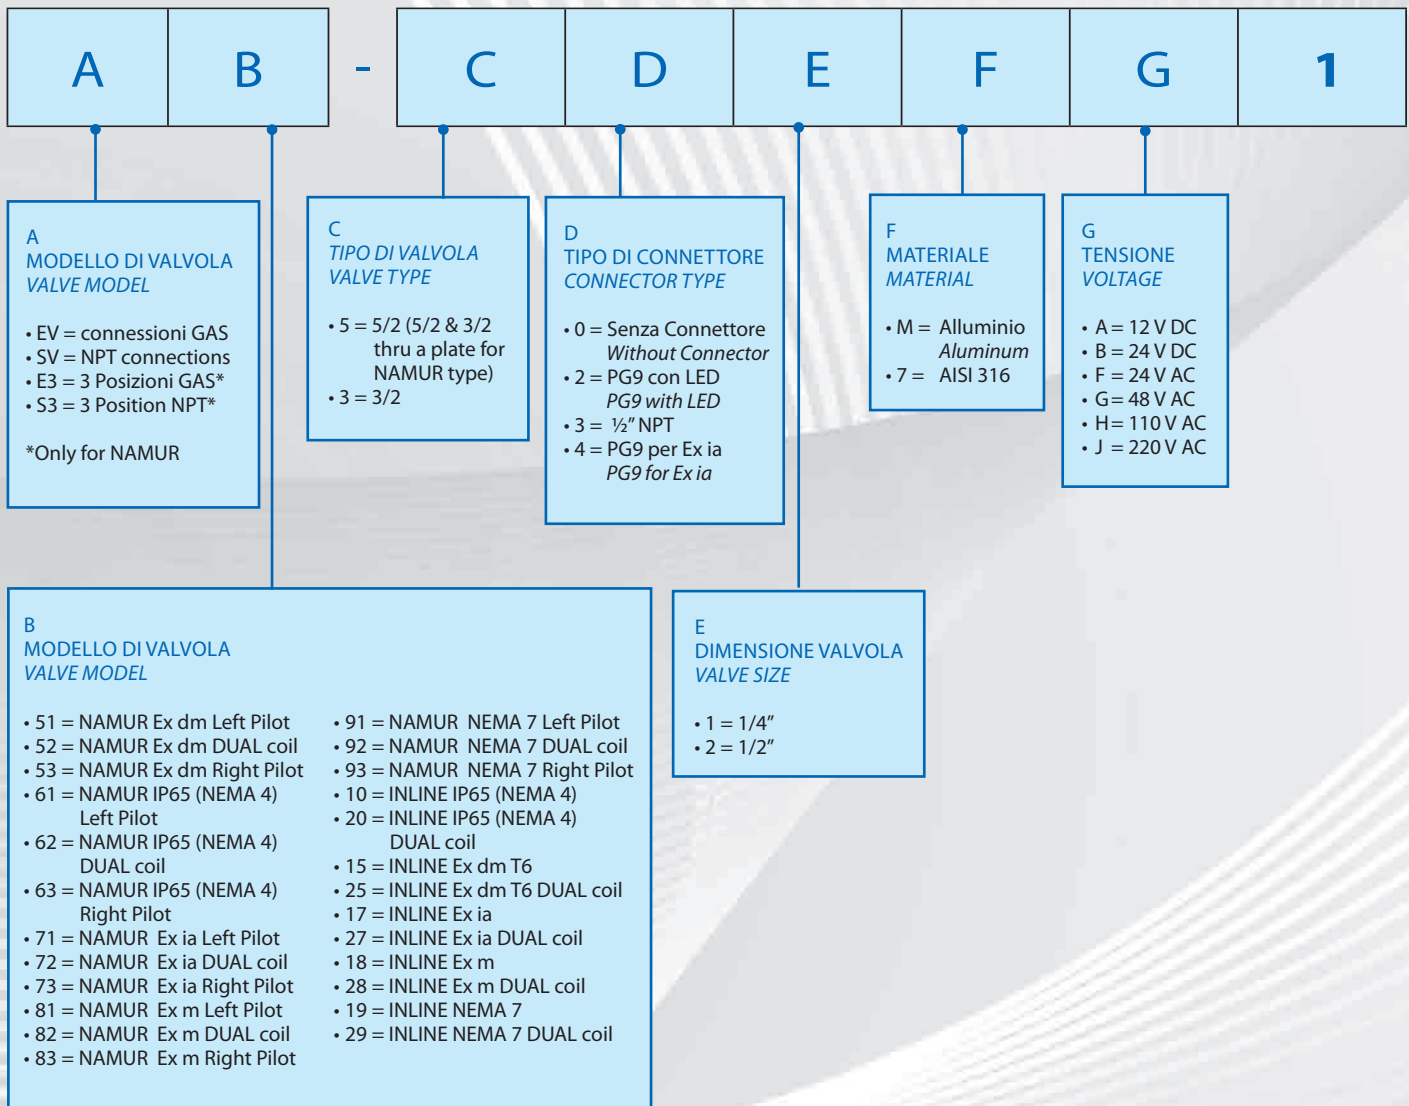 A B - C D E F G 1
A
MODELLO DI VALVOLA
VALVE MODEL
• EV = connessioni GAS
• SV = NPT connections
• E3 = 3 Posizioni GAS*
• S3 = 3 Position NPT*
*Only for NAMUR
C
TIPO DI VALVOLA
VALVE TYPE
• 5 = 5/2 (5/2 & 3/2
thru a plate for
NAMUR type)
• 3 = 3/2
D
TIPO DI CONNETTORE
CONNECTOR TYPE
• 0 = Senza Connettore
Without Connector
• 2 = PG9 con LED
PG9 with LED
• 3 = ½" NPT
• 4 = PG9 per Ex ia
PG9 for Ex ia
F
MATERIALE
MATERIAL
• M = Alluminio
Aluminum
• 7 = AISI 316
G
TENSIONE
VOLTAGE
• A = 12 V DC
• B = 24 V DC
• F = 24 V AC
• G= 48 V AC
• H= 110 V AC
• J = 220 V AC
B
MODELLO DI VALVOLA
VALVE MODEL
• 51 = NAMUR Ex dm Left Pilot
• 52 = NAMUR Ex dm DUAL coil
• 53 = NAMUR Ex dm Right Pilot
• 61 = NAMUR IP65 (NEMA 4)
Left Pilot
• 62 = NAMUR IP65 (NEMA 4)
DUAL coil
• 63 = NAMUR IP65 (NEMA 4)
Right Pilot
• 71 = NAMUR Ex ia Left Pilot
• 72 = NAMUR Ex ia DUAL coil
• 73 = NAMUR Ex ia Right Pilot
• 81 = NAMUR Ex m Left Pilot
• 82 = NAMUR Ex m DUAL coil
• 83 = NAMUR Ex m Right Pilot
• 91 = NAMUR NEMA 7 Left Pilot
• 92 = NAMUR NEMA 7 DUAL coil
• 93 = NAMUR NEMA 7 Right Pilot
• 10 = INLINE IP65 (NEMA 4)
• 20 = INLINE IP65 (NEMA 4)
DUAL coil
• 15 = INLINE Ex dm T6
• 25 = INLINE Ex dm T6 DUAL coil
• 17 = INLINE Ex ia
• 27 = INLINE Ex ia DUAL coil
• 18 = INLINE Ex m
• 28 = INLINE Ex m DUAL coil
• 19 = INLINE NEMA 7
• 29 = INLINE NEMA 7 DUAL coil
E
DIMENSIONE VALVOLA
VALVE SIZE
• 1 = 1/4"
• 2 = 1/2"